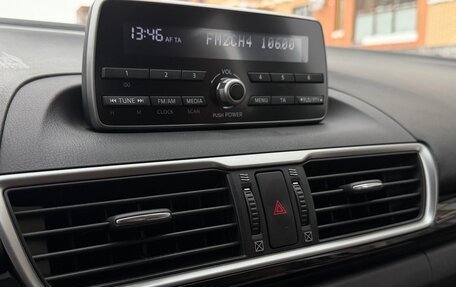 13:46 AF TA FM2CH4 106.00
1 2 3 VOL 4 5 6
TUNE FM/AM MEDIA MENU TA
H M CLOCK SCAN PUSH POWER